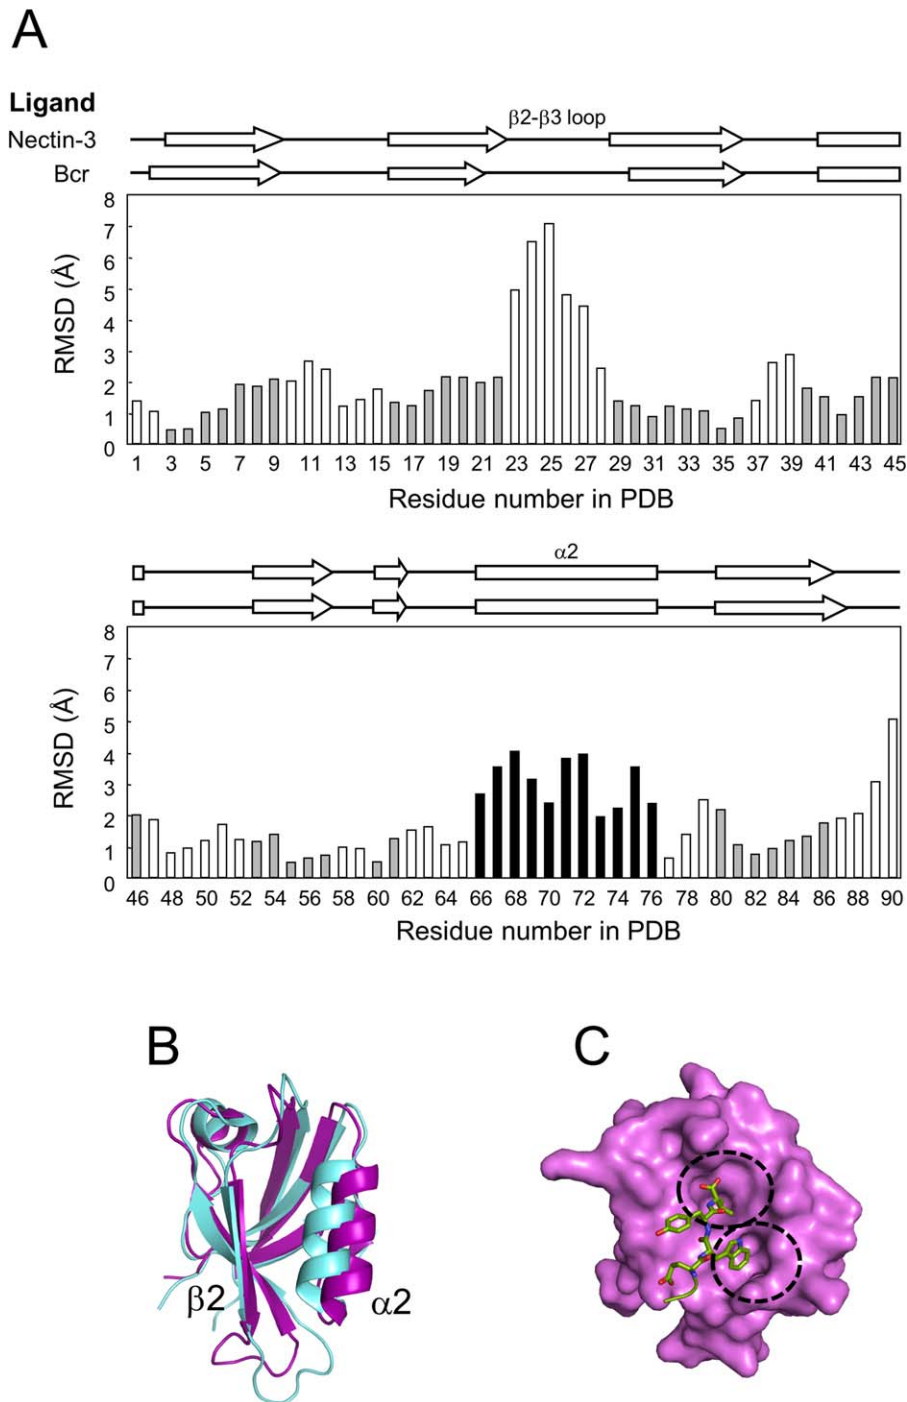 A
Ligand
β2-β3 loop
Nectin-3
Bcr
8
7
6
5
4
3
2
1
0
RMSD (Å)
1 3 5 7 9 11 13 15 17 19 21 23 25 27 29 31 33 35 37 39 41 43 45
Residue number in PDB
α2
8
7
6
5
4
3
2
1
0
RMSD (Å)
46 48 50 52 54 56 58 60 62 64 66 68 70 72 74 76 78 80 82 84 86 88 90
Residue number in PDB
B
C
β2
α2